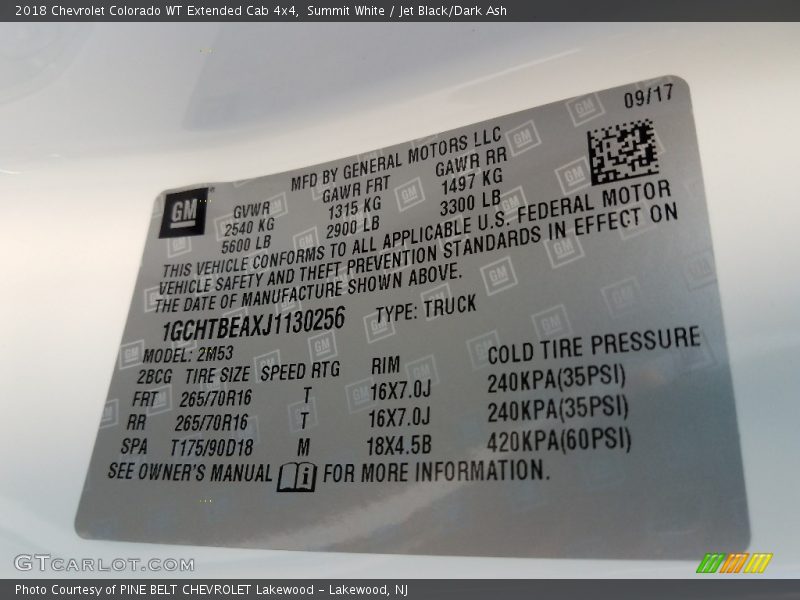 2018 Chevrolet Colorado WT Extended Cab 4x4, Summit White / Jet Black/Dark Ash
09/17
GM
MFD BY GENERAL MOTORS LLC
GVWR GAWR FRT GAWR RR
2540 KG 1315 KG 1497 KG
5600 LB 2900 LB 3300 LB
THIS VEHICLE CONFORMS TO ALL APPLICABLE U.S. FEDERAL MOTOR
VEHICLE SAFETY AND THEFT PREVENTION STANDARDS IN EFFECT ON
THE DATE OF MANUFACTURE SHOWN ABOVE.
1GCHTBEAXJ1130256 TYPE: TRUCK
MODEL: 2M53
2BCG TIRE SIZE SPEED RTG RIM COLD TIRE PRESSURE
FRT 265/70R16 T 16X7.0J 240KPA(35PSI)
RR 265/70R16 T 16X7.0J 240KPA(35PSI)
SPA T175/90D18 M 18X4.5B 420KPA(60PSI)
SEE OWNER'S MANUAL i FOR MORE INFORMATION.
GTCARLOT.COM
Photo Courtesy of PINE BELT CHEVROLET Lakewood - Lakewood, NJ